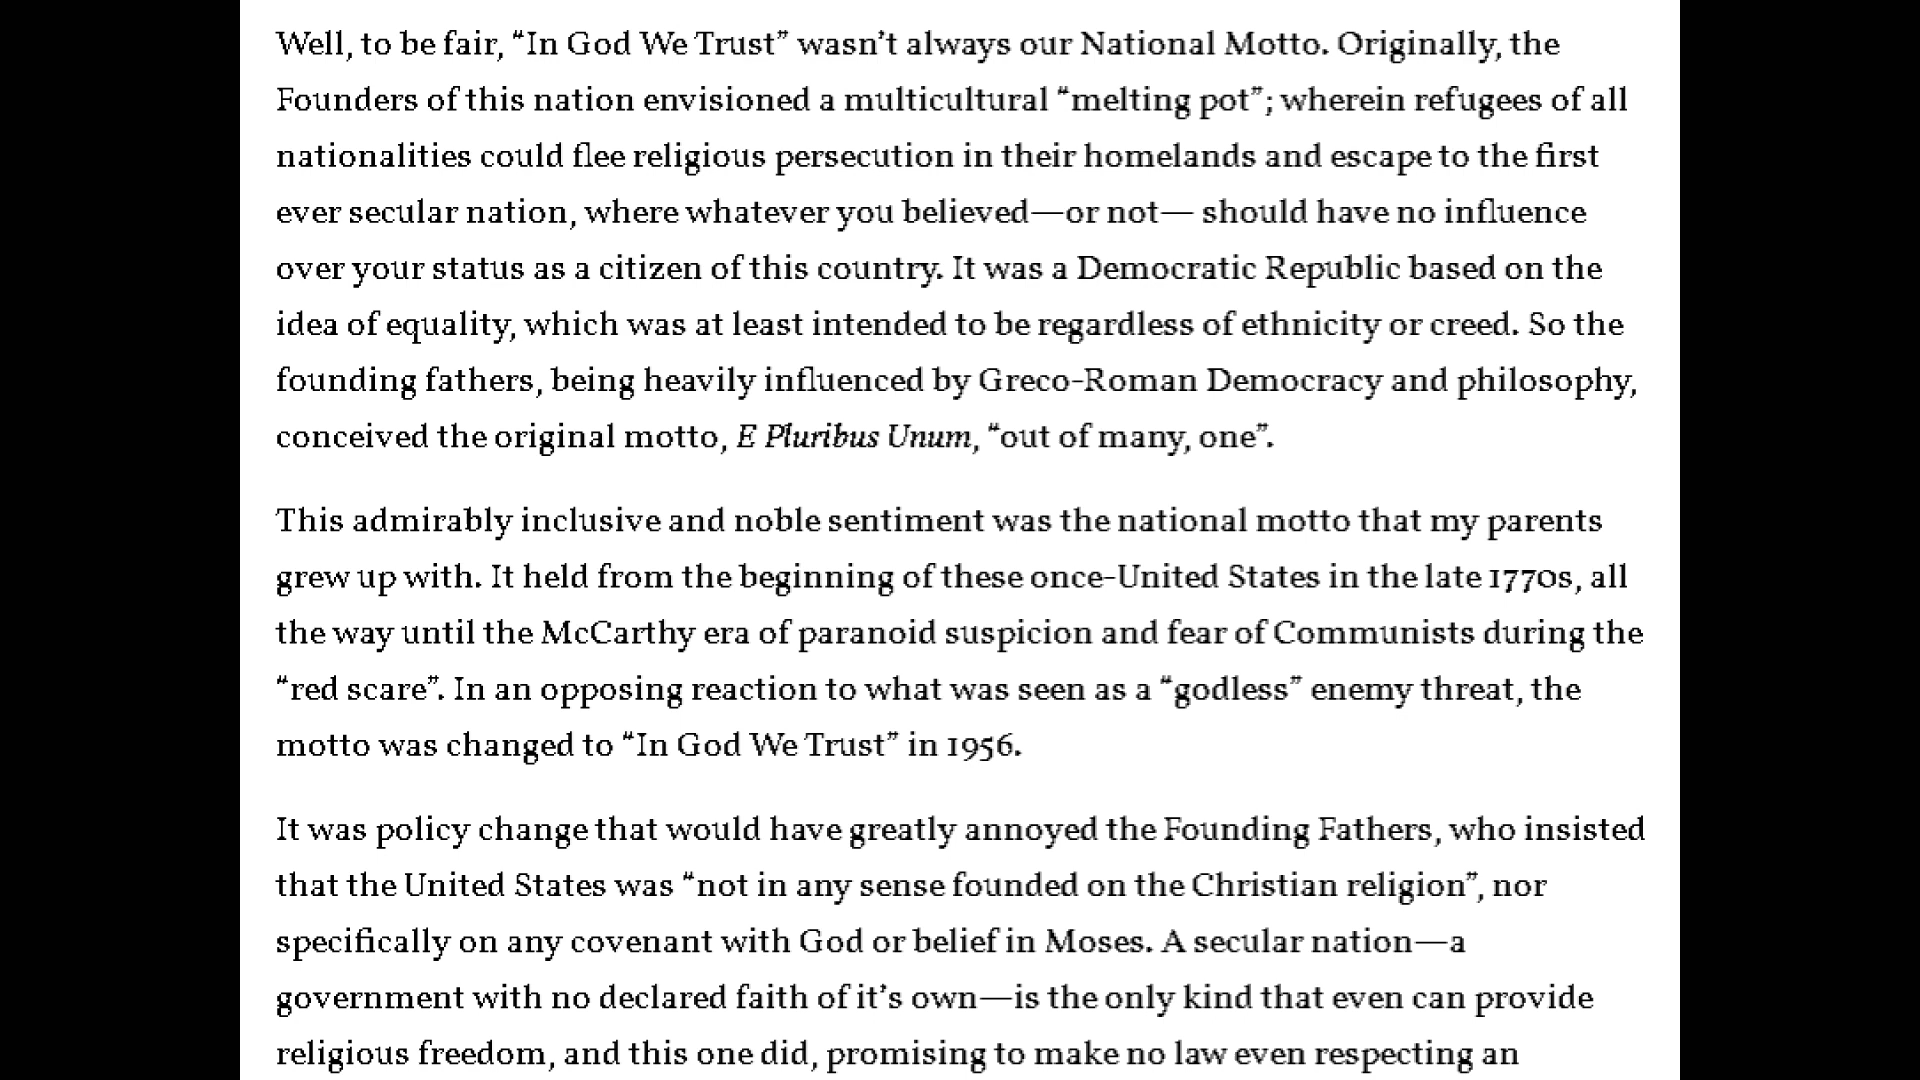 Well, to be fair, “In God We Trust” wasn’t always our National Motto. Originally, the
Founders of this nation envisioned a multicultural “melting pot”; wherein refugees of all
nationalities could flee religious persecution in their homelands and escape to the first
ever secular nation, where whatever you believed—or not— should have no influence
over your status as a citizen of this country. It was a Democratic Republic based on the
idea of equality, which was at least intended to be regardless of ethnicity or creed. So the
founding fathers, being heavily influenced by Greco-Roman Democracy and philosophy,
conceived the original motto, E Pluribus Unum, “out of many, one”.
This admirably inclusive and noble sentiment was the national motto that my parents
grew up with. It held from the beginning of these once-United States in the late 1770s, all
the way until the McCarthy era of paranoid suspicion and fear of Communists during the
“red scare”. In an opposing reaction to what was seen as a “godless” enemy threat, the
motto was changed to “In God We Trust” in 1956.
It was policy change that would have greatly annoyed the Founding Fathers, who insisted
that the United States was “not in any sense founded on the Christian religion”, nor
specifically on any covenant with God or belief in Moses. A secular nation—a
government with no declared faith of it’s own—is the only kind that even can provide
religious freedom, and this one did, promising to make no law even respecting an